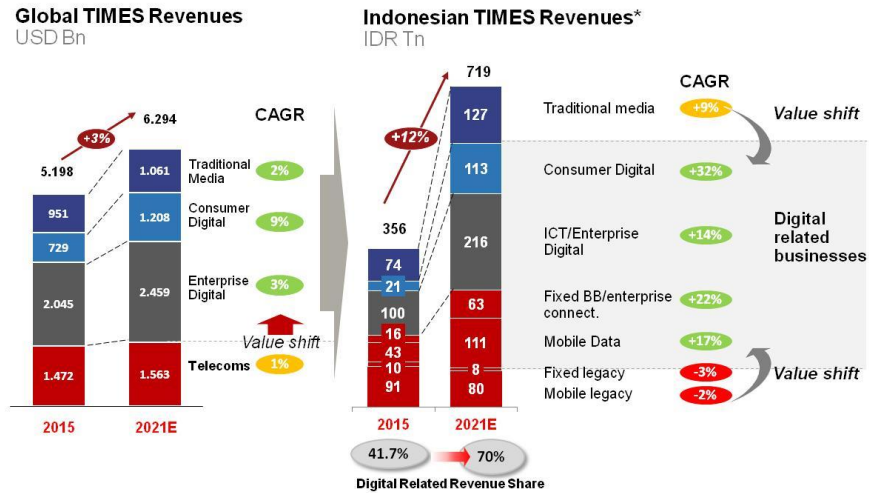 Global TIMES Revenues
USD Bn
+3%
5.198
6.294
951
729
2.045
1.472
1.061
1.208
2.459
1.563
2015
2021E
CAGR
Traditional
Media
2%
Consumer
Digital
9%
Enterprise
Digital
3%
Value shift
Telecoms
1%
Indonesian TIMES Revenues*
IDR Tn
+12%
356
719
74
21
100
16
43
10
91
127
113
216
63
111
8
80
2015
2021E
41.7%
70%
Digital Related Revenue Share
CAGR
Traditional media
+9%
Value shift
Consumer Digital
+32%
ICT/Enterprise
Digital
+14%
Digital
related
businesses
Fixed BB/enterprise
connect.
+22%
Mobile Data
+17%
Fixed legacy
-3%
Value shift
Mobile legacy
-2%